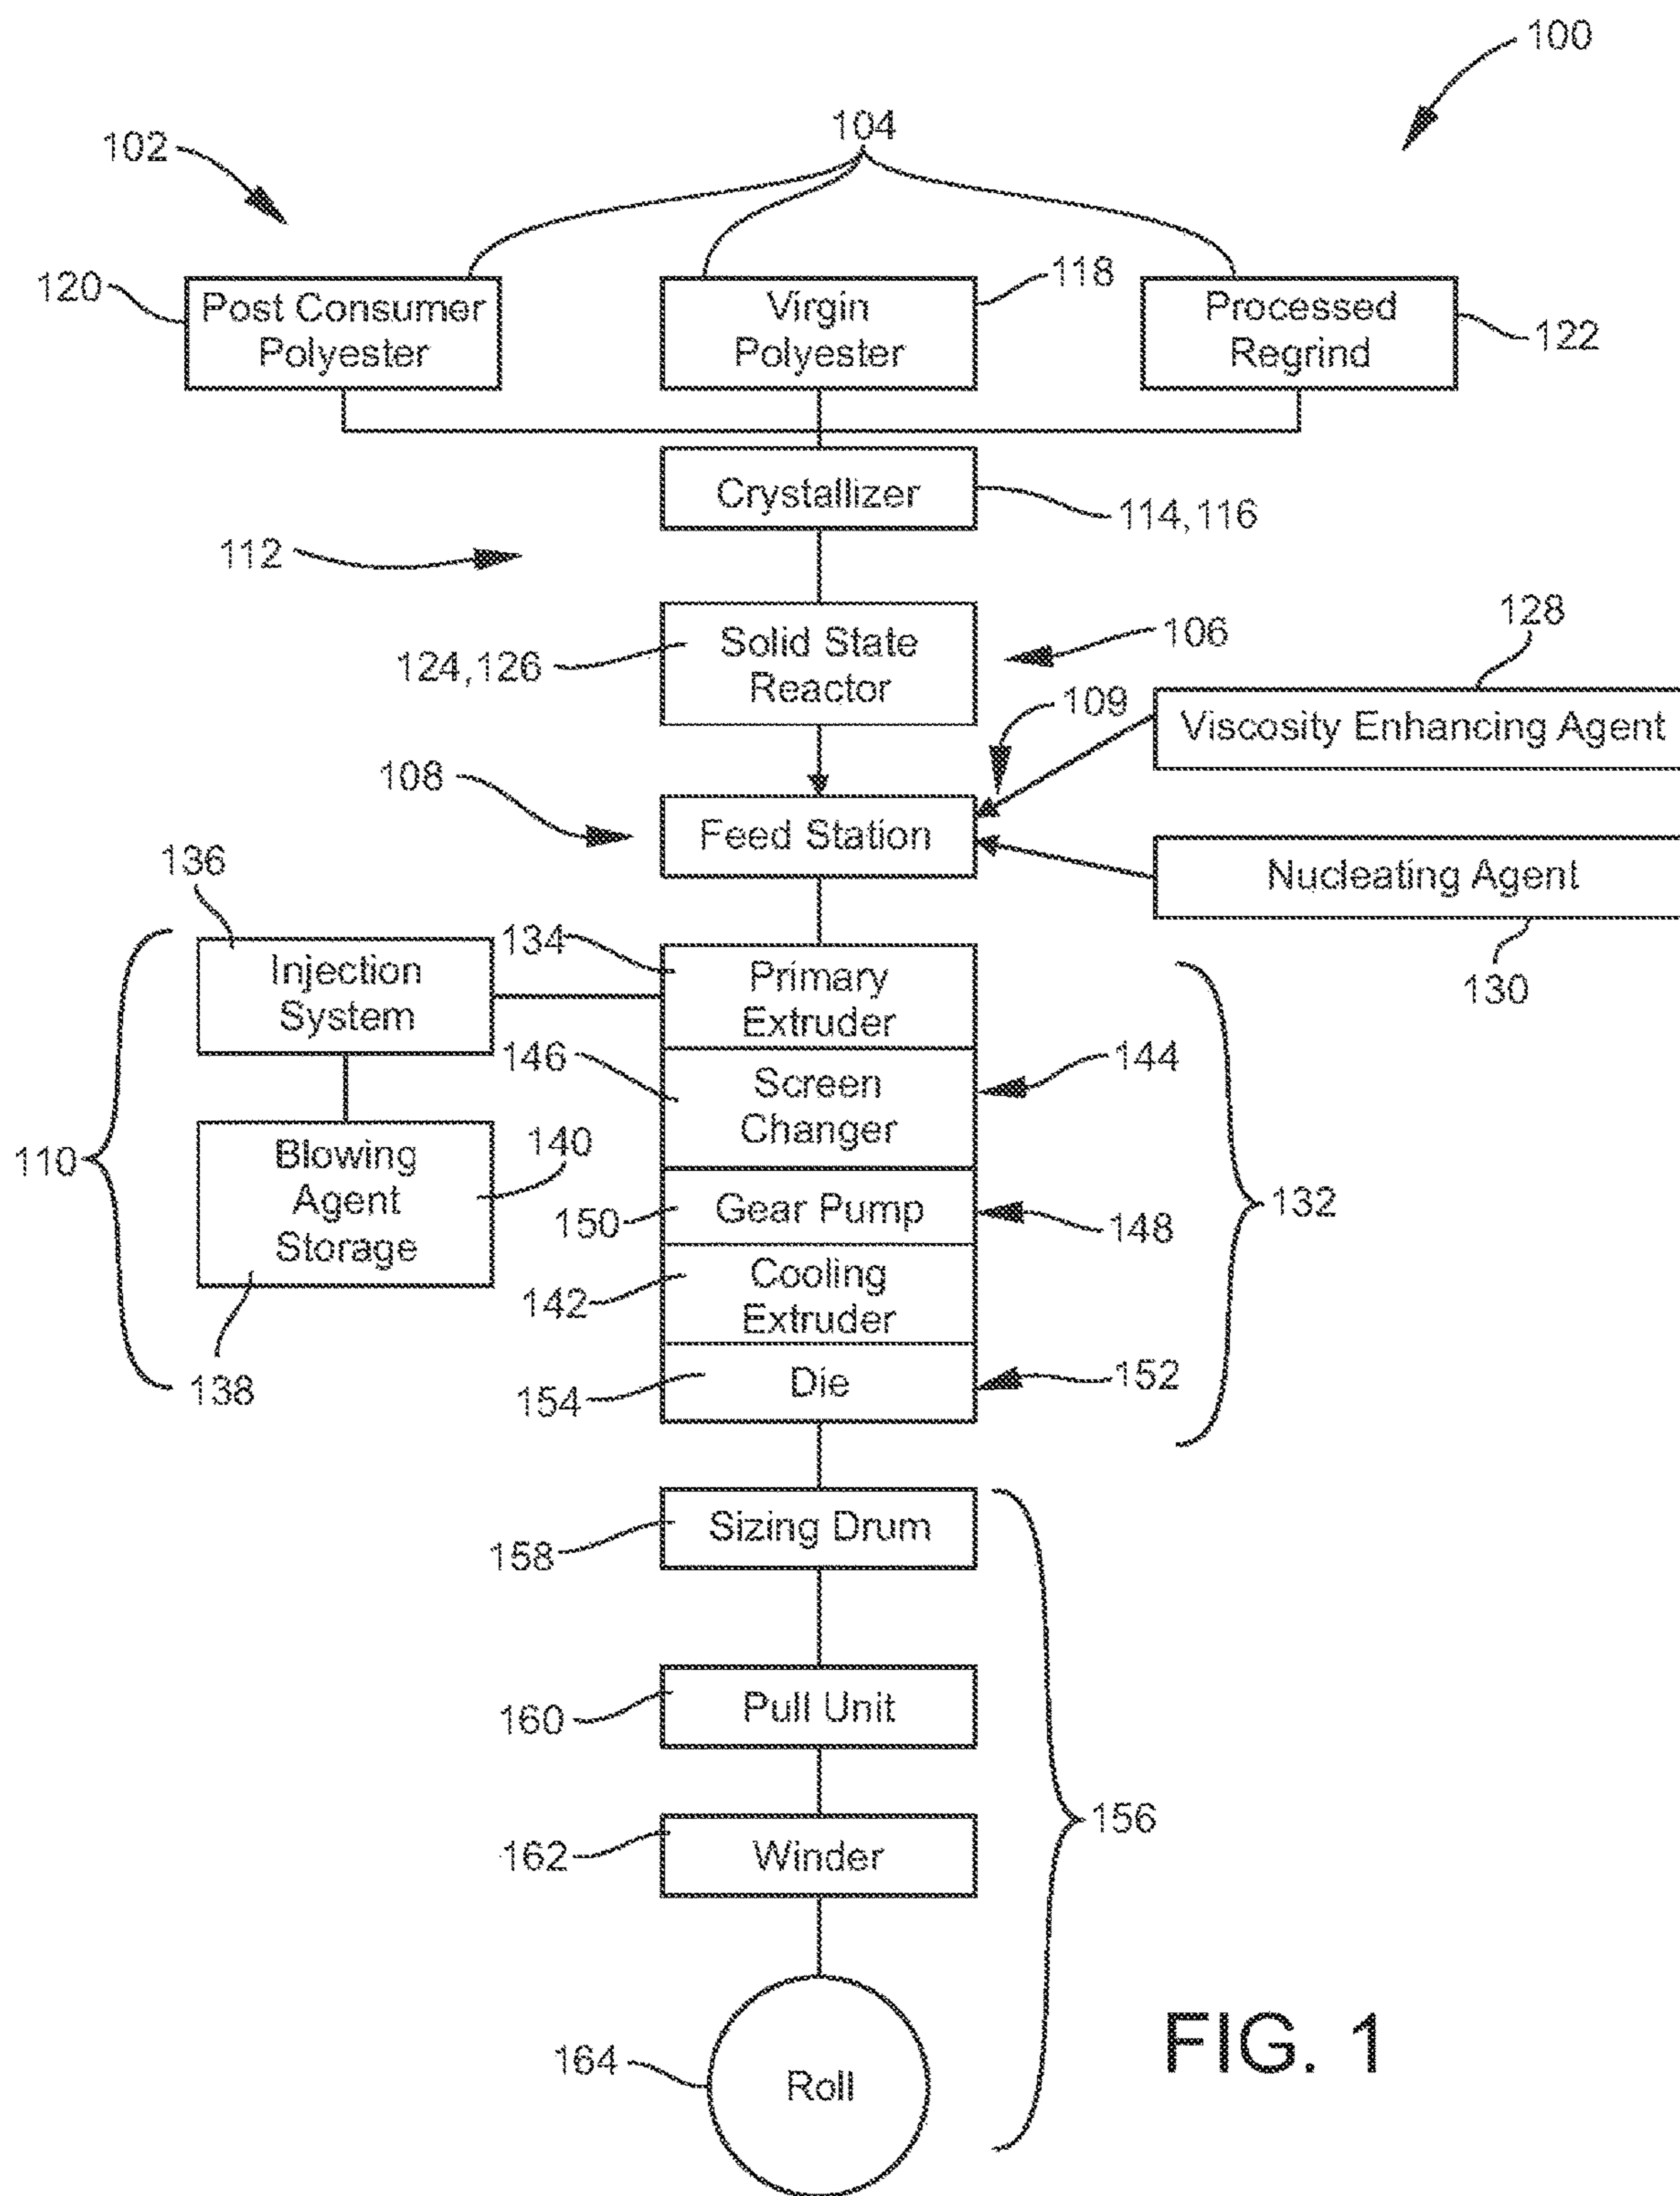 100
104
102
120
Post Consumer
Polyester
Virgin
Polyester
118
Processed
Regrind
122
Crystallizer
114, 116
112
Solid State
Reactor
124, 126
106
109
128
Viscosity Enhancing Agent
108
Feed Station
Nucleating Agent
130
136
Injection
System
134
Primary
Extruder
146
Screen
Changer
144
110
Blowing
Agent
Storage
140
138
150
Gear Pump
148
132
142
Cooling
Extruder
154
Die
152
Sizing Drum
158
Pull Unit
160
156
162
Winder
164
Roll
FIG. 1